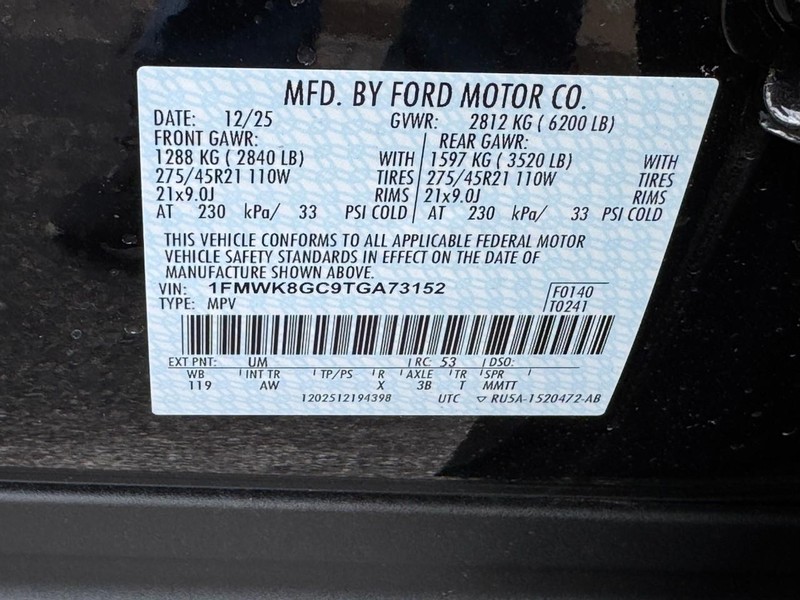 MFD. BY FORD MOTOR CO.
DATE: 12/25 GVWR: 2812 KG ( 6200 LB)
FRONT GAWR: REAR GAWR:
1288 KG ( 2840 LB) WITH 1597 KG ( 3520 LB) WITH
275/45R21 110W TIRES 275/45R21 110W TIRES
21x9.0J RIMS 21x9.0J RIMS
AT 230 kPa/ 33 PSI COLD AT 230 kPa/ 33 PSI COLD
THIS VEHICLE CONFORMS TO ALL APPLICABLE FEDERAL MOTOR
VEHICLE SAFETY STANDARDS IN EFFECT ON THE DATE OF
MANUFACTURE SHOWN ABOVE.
VIN: 1FMWK8GC9TGA73152 F0140
TYPE: MPV T0241
EXT PNT: UM RC: 53 DSO:
WB INT TR TP/PS R AXLE TR SPR
119 AW X 3B T MMTT
1202512194398 UTC ▽ RU5A-1520472-AB